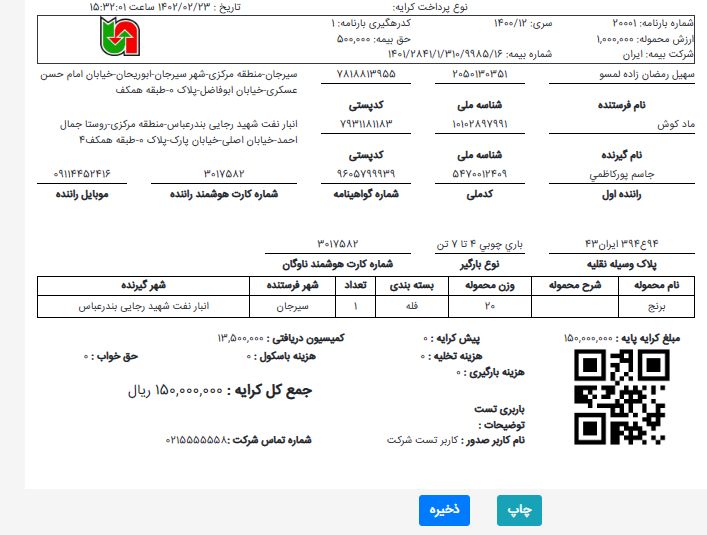 نوع پرداخت کرایه: تاریخ : ۱۴۰۲/۰۲/۲۳ ساعت ۱۵:۳۲:۰۱
شماره بارنامه: ۲۰۰۰۱ سری: ۱۴۰۰/۱۲ کدرهگیری بارنامه: ۱
ارزش محموله: ۱,۰۰۰,۰۰۰ حق بیمه: ۵۰۰,۰۰۰
شرکت بیمه: ایران شماره بیمه: ۱۴۰۱/۲۸۴۱/۱/۳۱۰/۹۹۸۵/۱۶
سهیل رمضان زاده لمسو ۲۰۵۰۱۳۰۳۵۱ ۷۸۱۸۸۱۳۹۵۵ سیرجان-منطقه مرکزی-شهر سیرجان-ابوریحان-خیابان امام حسن
عسکری-خیابان ابوفاضل-پلاک ۰-طبقه همکف
نام فرستنده شناسه ملی کدپستی
ماد کوش ۱۰۱۰۲۸۹۷۹۹۱ ۷۹۳۱۱۸۱۱۸۳ انبار نفت شهید رجایی بندرعباس-منطقه مرکزی-روستا جمال
احمد-خیابان اصلی-خیابان پارک-پلاک ۰-طبقه همکف۴
نام گیرنده شناسه ملی کدپستی
جاسم پورکاظمي ۵۴۷۰۰۱۲۴۰۹ ۹۶۰۵۷۹۹۹۳۹ ۳۰۱۷۵۸۲ ۰۹۱۱۴۴۵۲۴۱۶
راننده اول کدملی شماره گواهینامه شماره کارت هوشمند راننده موبایل راننده
۹۴ع۳۹۴ ایران۴۳ باري چوبي ۴ تا ۷ تن ۳۰۱۷۵۸۲
پلاک وسیله نقلیه نوع بارگیر شماره کارت هوشمند ناوگان
نام محموله شرح محموله وزن محموله بسته بندی تعداد شهر فرستنده شهر گیرنده
برنج ۲۰ فله ۱ سیرجان انبار نفت شهید رجایی بندرعباس
مبلغ کرایه پایه : ۱۵۰,۰۰۰,۰۰۰ پیش کرایه : ۰ کمیسیون دریافتی : ۱۳,۵۰۰,۰۰۰
هزینه تخلیه : ۰ هزینه باسکول : ۰ حق خواب : ۰
هزینه بارگیری : ۰
جمع کل کرایه : ۱۵۰,۰۰۰,۰۰۰ ریال
باربری تست
توضیحات :
نام کاربر صدور : کاربر تست شرکت شماره تماس شرکت :۰۲۱۵۵۵۵۵۵۸
چاپ ذخیره